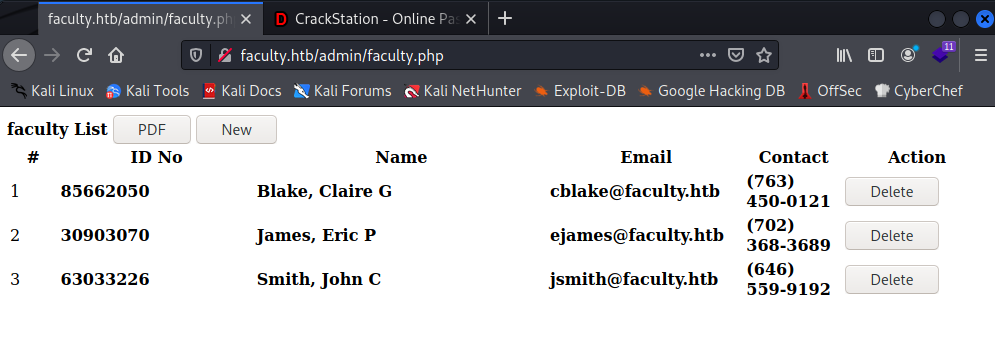 faculty.htb/admin/faculty.ph
CrackStation - Online Pas
faculty.htb/admin/faculty.php
11
Kali Linux Kali Tools Kali Docs Kali Forums Kali NetHunter Exploit-DB Google Hacking DB OffSec CyberChef
faculty List PDF New
# ID No Name Email Contact Action
1 85662050 Blake, Claire G cblake@faculty.htb (763) 450-0121 Delete
2 30903070 James, Eric P ejames@faculty.htb (702) 368-3689 Delete
3 63033226 Smith, John C jsmith@faculty.htb (646) 559-9192 Delete